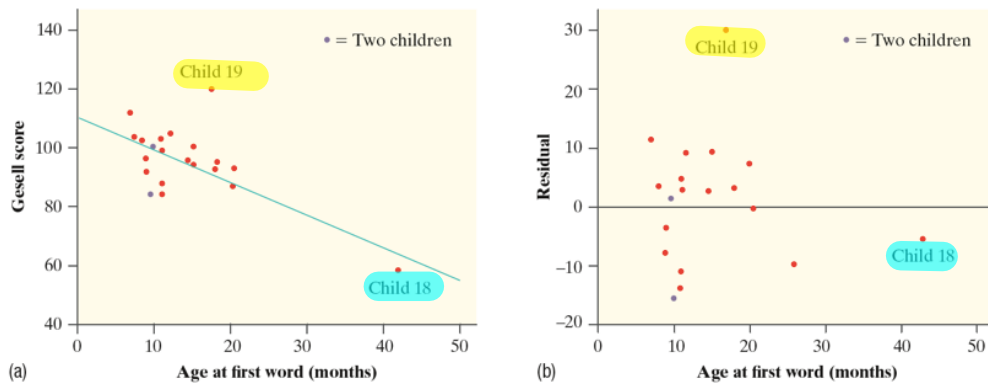 140
120
100
80
60
40
Gesell score
• = Two children
Child 19
Child 18
0 10 20 30 40 50
Age at first word (months)
(a)
30
20
10
0
−10
−20
Residual
• = Two children
Child 19
Child 18
0 10 20 30 40 50
Age at first word (months)
(b)